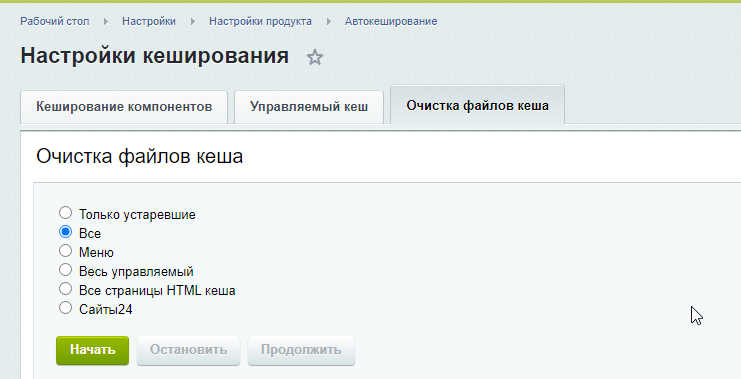 Рабочий стол Настройки Настройки продукта Автокеширование
Настройки кеширования
Кеширование компонентов Управляемый кеш Очистка файлов кеша
Очистка файлов кеша
Только устаревшие
Все
Меню
Весь управляемый
Все страницы HTML кеша
Сайты24
Начать Остановить Продолжить